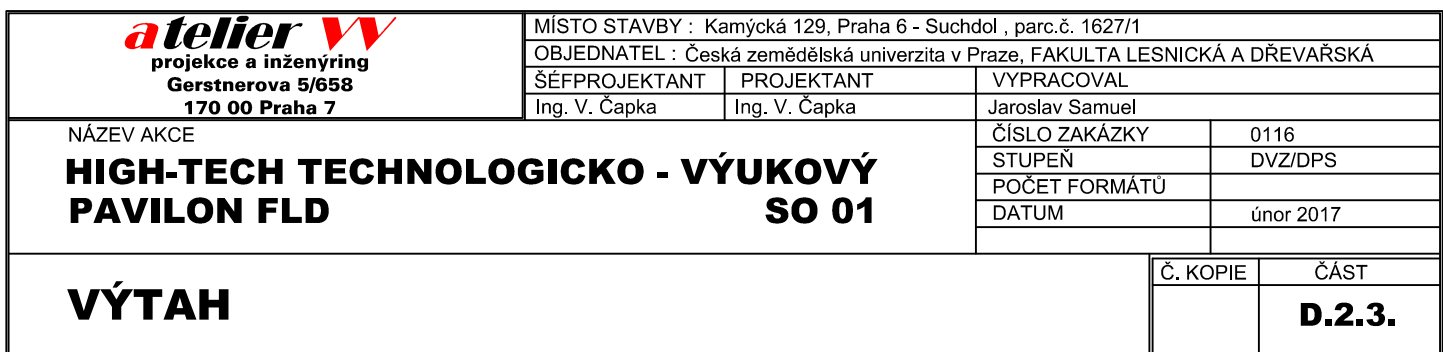 atelier VV
projekce a inženýring
Gerstnerova 5/658
170 00 Praha 7
MÍSTO STAVBY : Kamýcká 129, Praha 6 - Suchdol , parc.č. 1627/1
OBJEDNATEL : Česká zemědělská univerzita v Praze, FAKULTA LESNICKÁ A DŘEVAŘSKÁ
ŠÉFPROJEKTANT PROJEKTANT VYPRACOVAL
Ing. V. Čapka Ing. V. Čapka Jaroslav Samuel
NÁZEV AKCE
HIGH-TECH TECHNOLOGICKO - VÝUKOVÝ
PAVILON FLD SO 01
ČÍSLO ZAKÁZKY 0116
STUPEŇ DVZ/DPS
POČET FORMÁTŮ
DATUM únor 2017
VÝTAH
Č. KOPIE ČÁST
D.2.3.